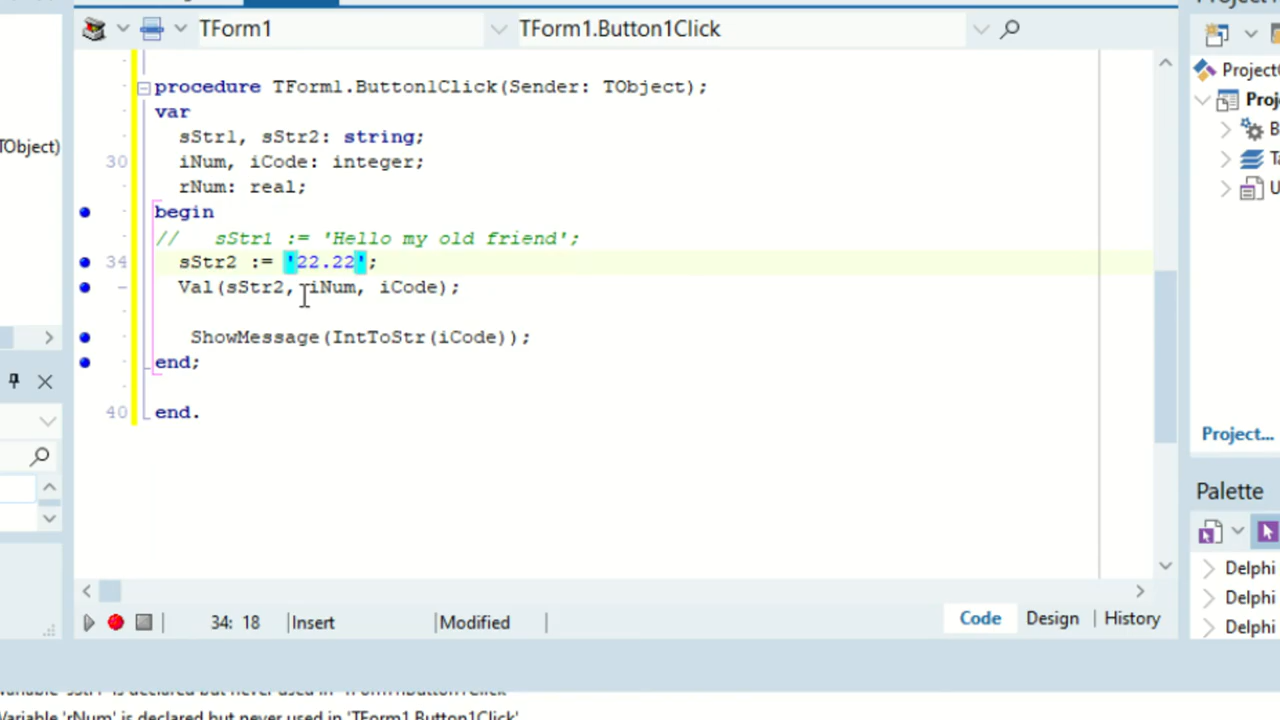 TForm1
TForm1.Button1Click
procedure TForm1.Button1Click(Sender: TObject);
var
sStr1, sStr2: string;
30 iNum, iCode: integer;
rNum: real;
begin
// sStr1 := 'Hello my old friend';
34 sStr2 := '22.22';
Val(sStr2, iNum, iCode);
ShowMessage(IntToStr(iCode));
end;
40 end.
34: 18 Insert Modified
Code Design History
TObject)
Project...
Palette
Delphi
Delphi
Delphi
Variable 'rNum' is declared but never used in 'TForm1.Button1Click'